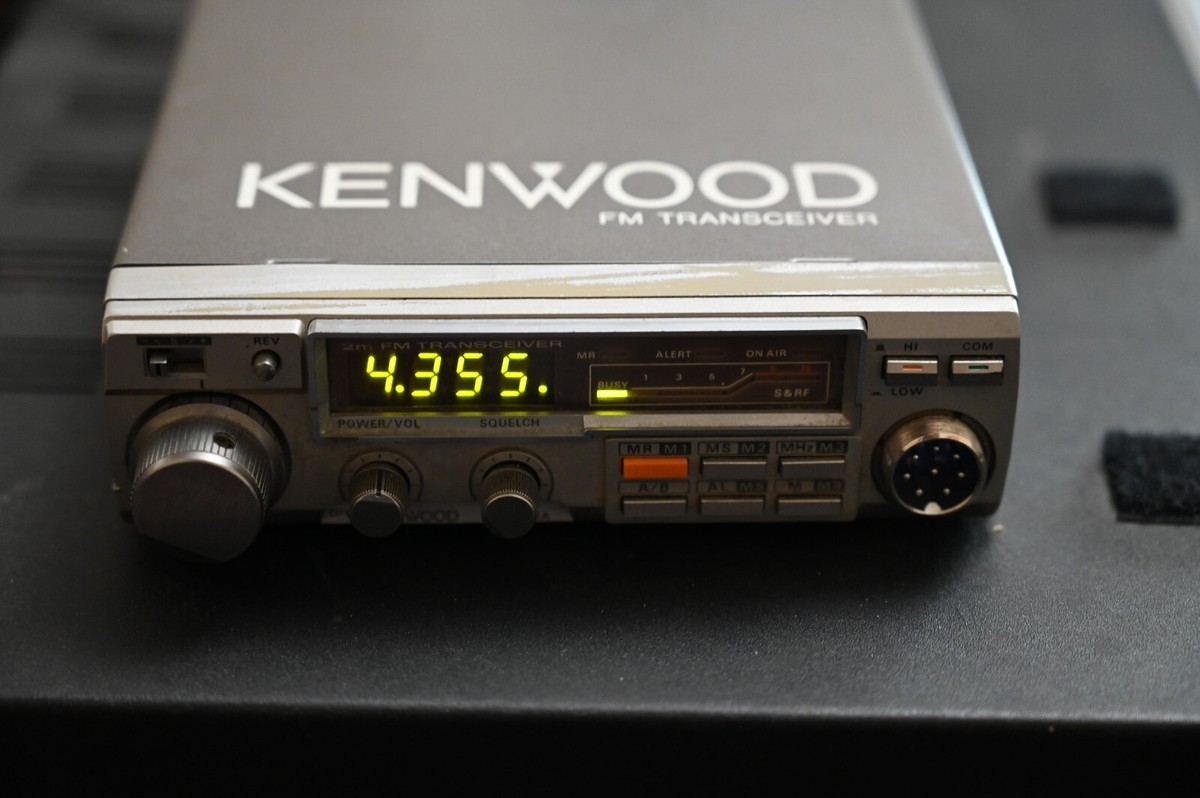 KENWOOD
FM TRANSCEIVER
REV
2m FM TRANSCEIVER
4.355.
MR ALERT ON AIR
BUSY 1 3 5 7
S&RF
HI COM
LOW
POWER/VOL SQUELCH
MR M1 MS M2 MHz M3
A/B AL M